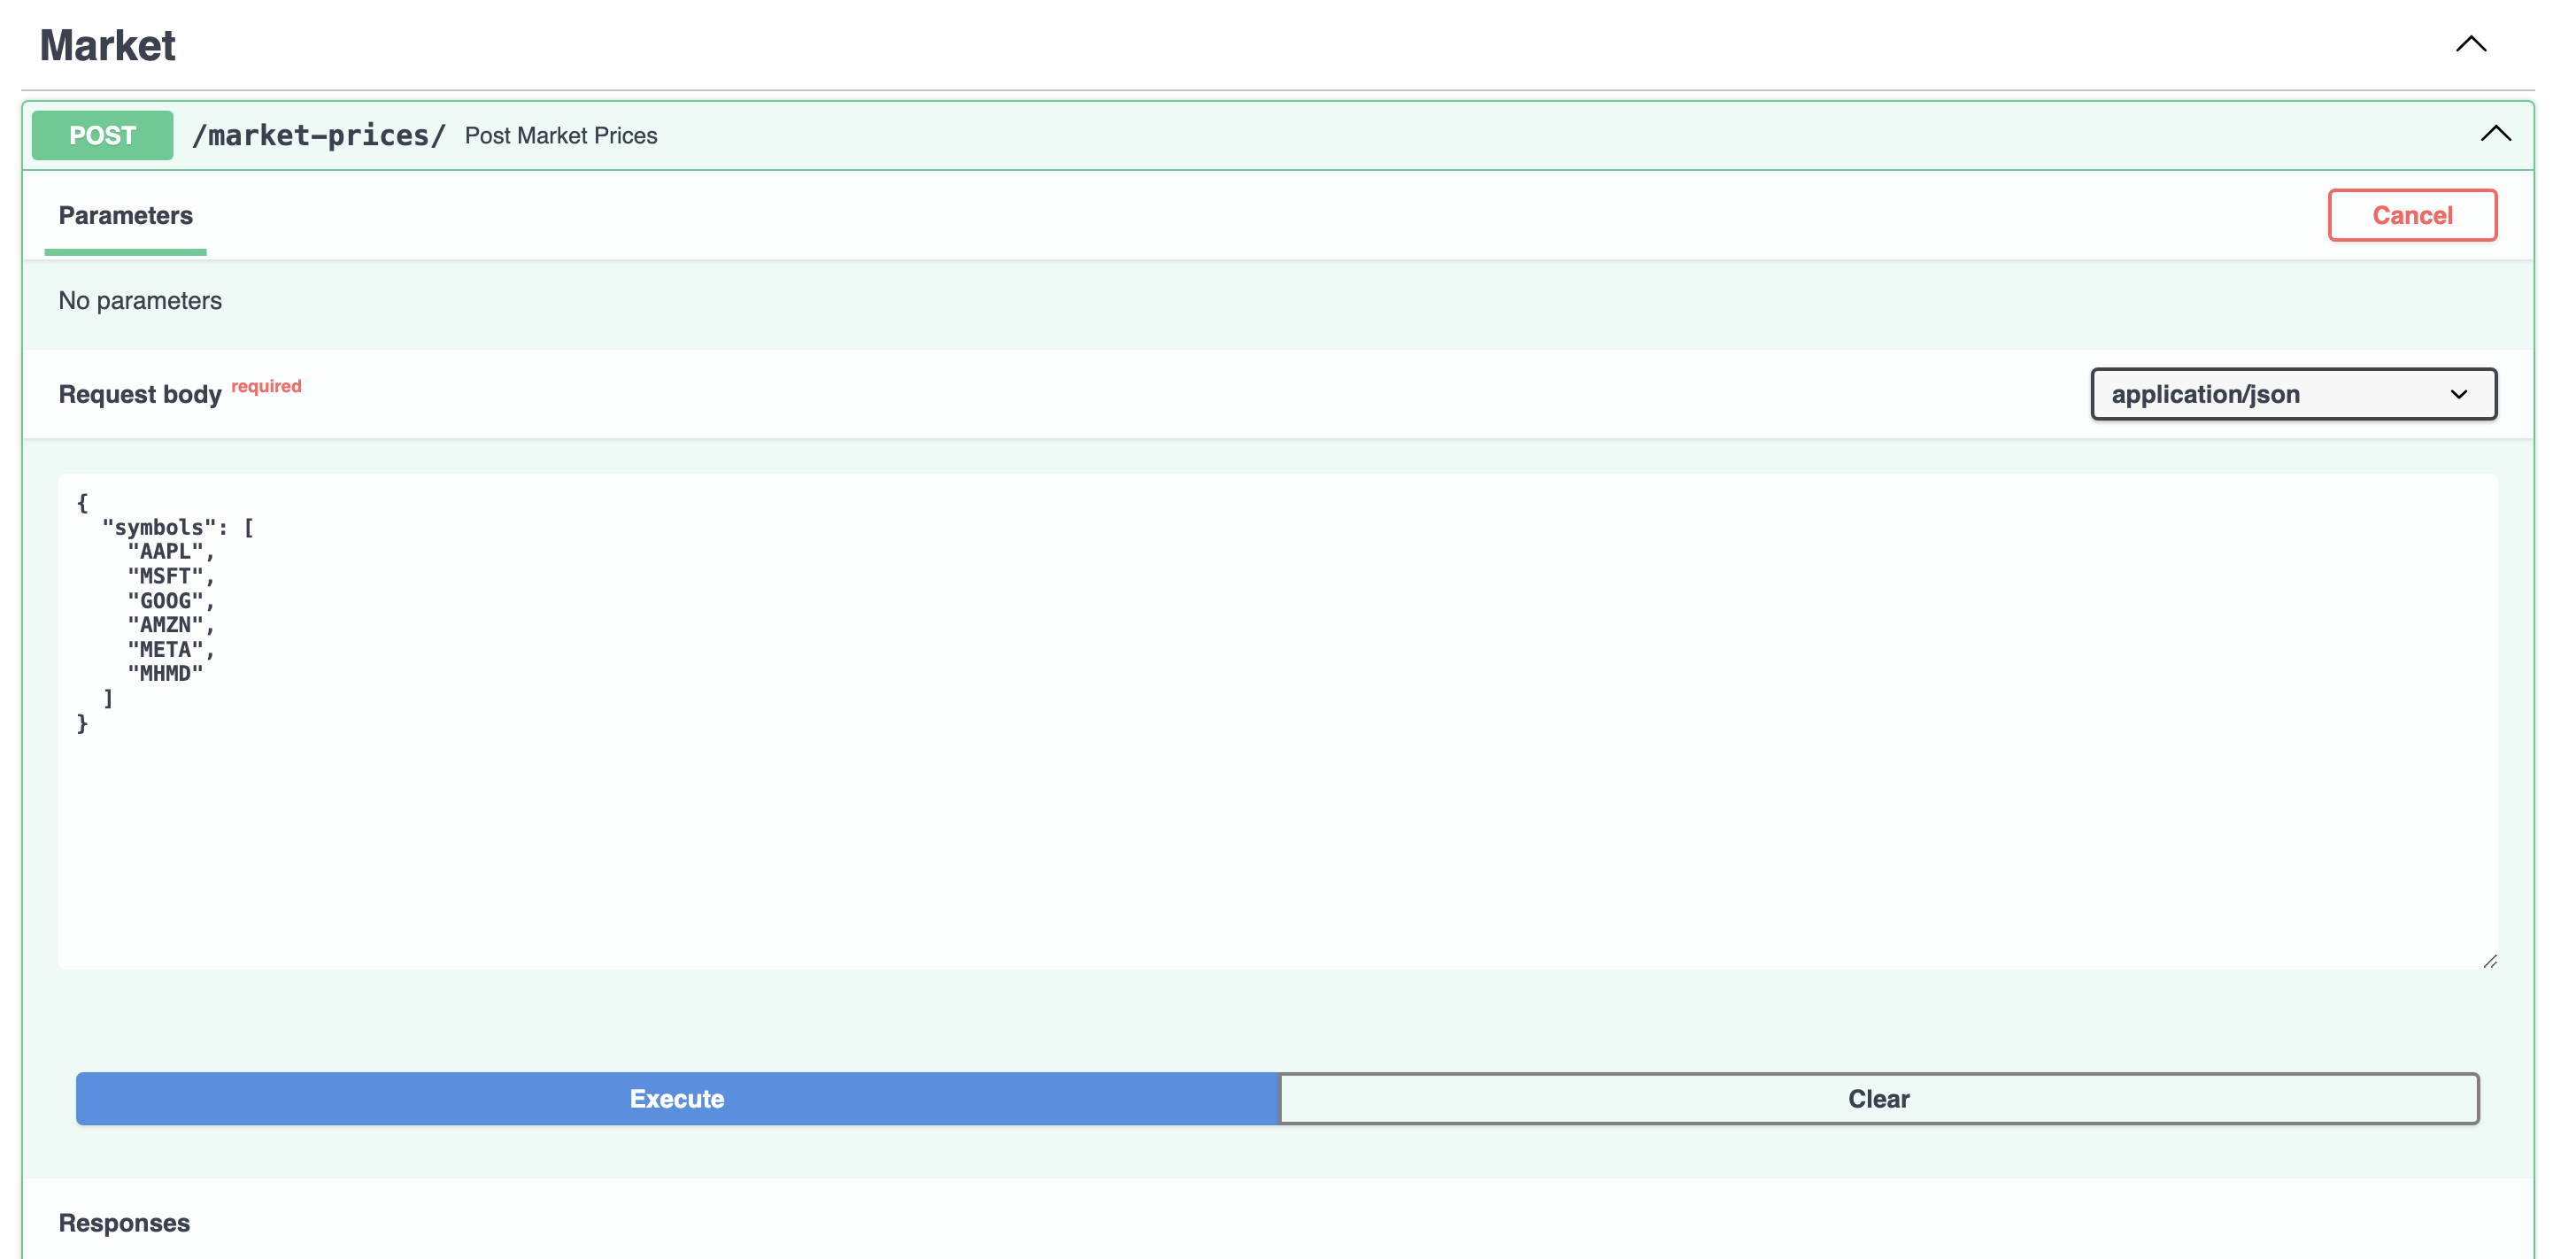 Market
POST /market-prices/ Post Market Prices
Parameters
Cancel
No parameters
Request body required
application/json
{
  "symbols": [
    "AAPL",
    "MSFT",
    "GOOG",
    "AMZN",
    "META",
    "MHMD"
  ]
}
Execute
Clear
Responses